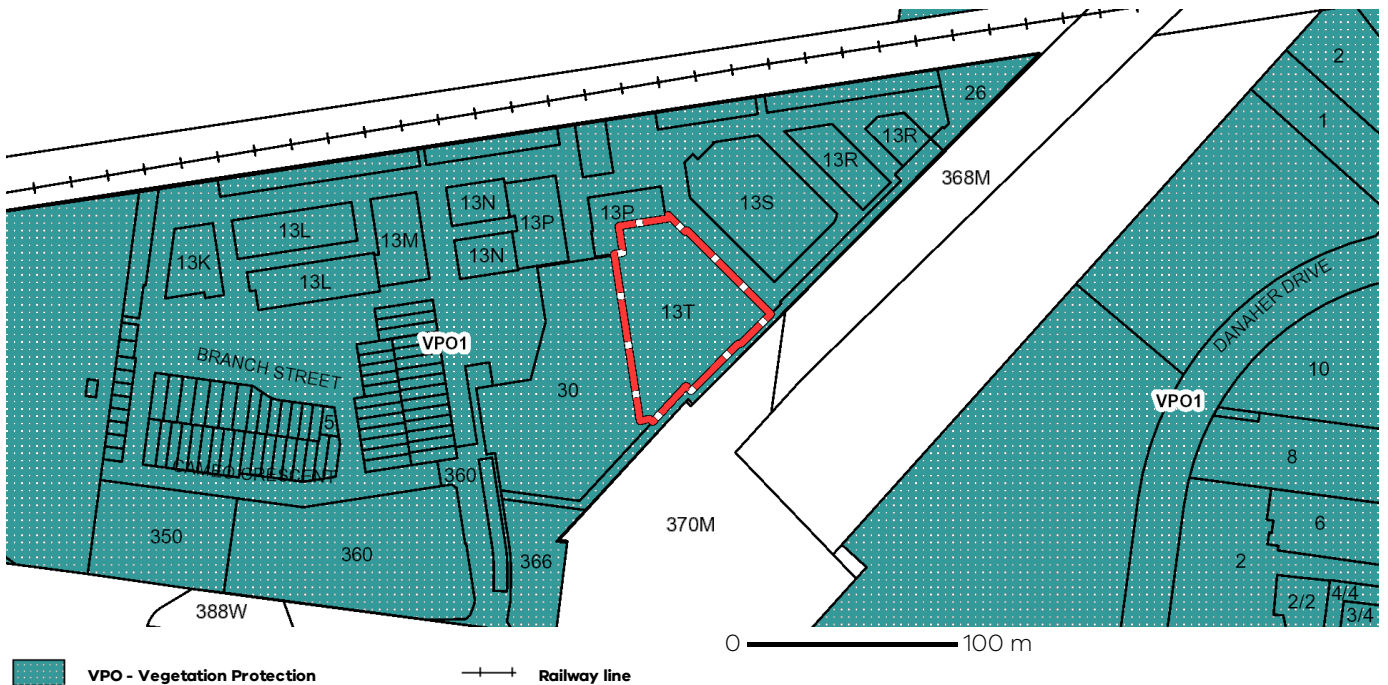 2
26
1
13R
13R
368M
13S
13N
13P
13P
13L
13M
13N
13K
13L
13T
DANAHER DRIVE
VPO1
BRANCH STREET
10
30
VPO1
5
8
CAMEO CRESCENT
360
6
370M
350
360
366
2
2/2
4/4
3/4
388W
0 100 m
VPO - Vegetation Protection
Railway line